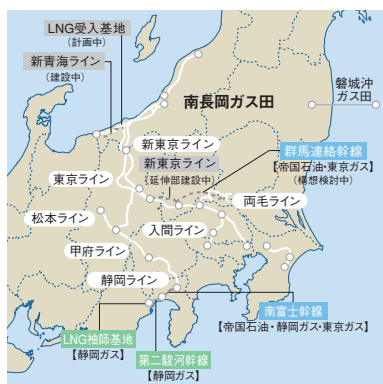 LNG受入基地
(計画中)
新青海ライン
(建設中)
南長岡ガス田
磐城沖
ガス田
新東京ライン
新東京ライン
(延伸部建設中)
群馬連絡幹線
【帝国石油・東京ガス】
(構想検討中)
東京ライン
両毛ライン
松本ライン
入間ライン
甲府ライン
静岡ライン
南富士幹線
【帝国石油・静岡ガス・東京ガス】
LNG袖師基地
【静岡ガス】
第二駿河幹線
【静岡ガス】